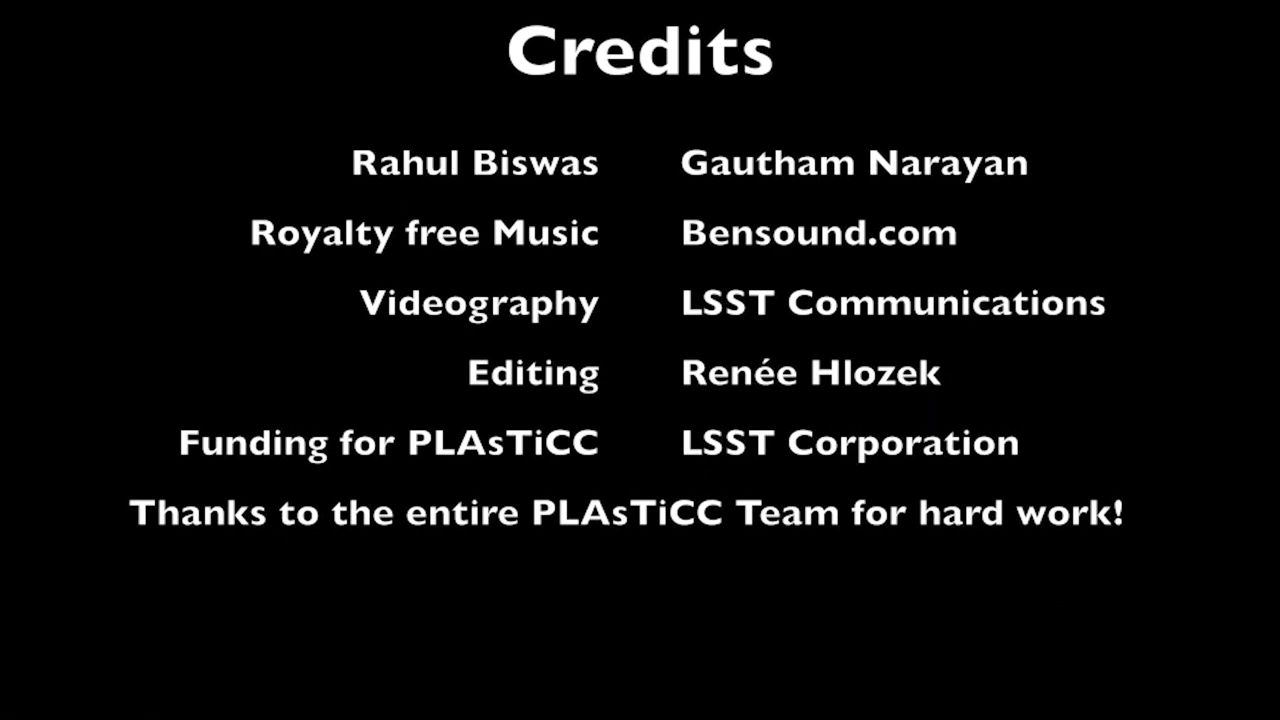 Credits
Rahul Biswas Gautham Narayan
Royalty free Music Bensound.com
Videography LSST Communications
Editing Renée Hlozek
Funding for PLAsTiCC LSST Corporation
Thanks to the entire PLAsTiCC Team for hard work!